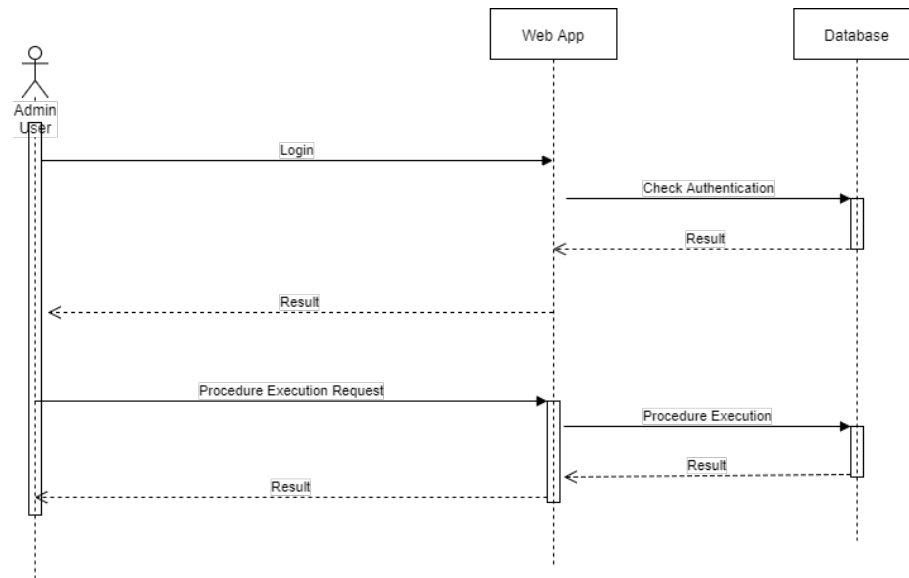 Web App
Database
Admin
User
Login
Check Authentication
Result
Result
Procedure Execution Request
Procedure Execution
Result
Result